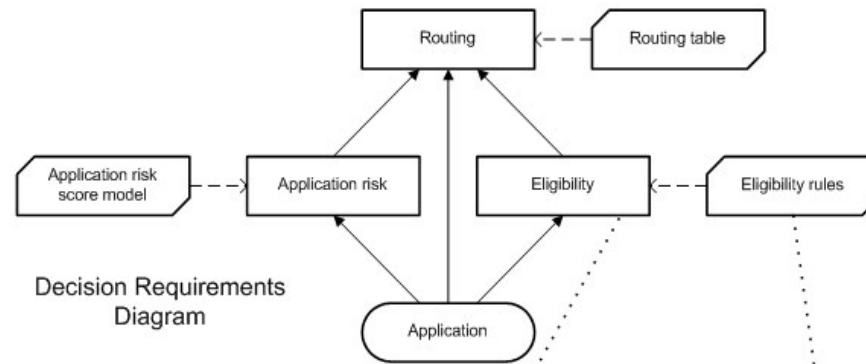 Routing
Routing table
Application risk
score model
Application risk
Eligibility
Eligibility rules
Decision Requirements
Diagram
Application